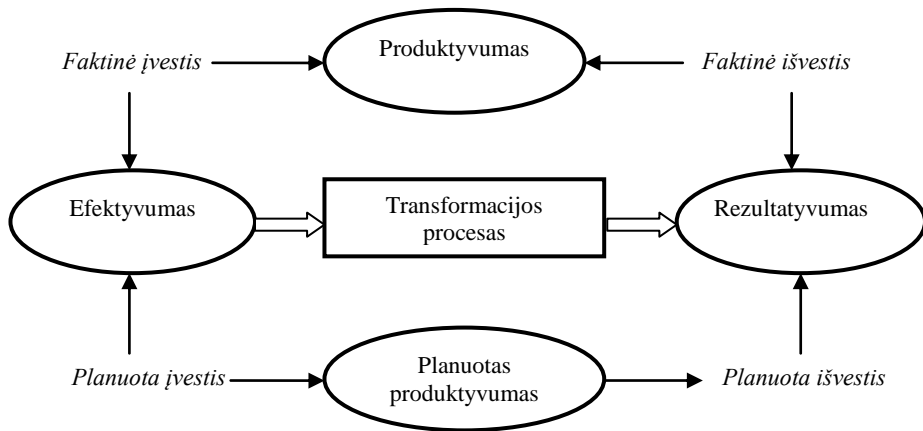 Produktyvumas
Faktinė įvestis
Faktinė išvestis
Efektyvumas
Transformacijos
procesas
Rezultatyvumas
Planuota įvestis
Planuotas
produktyvumas
Planuota išvestis